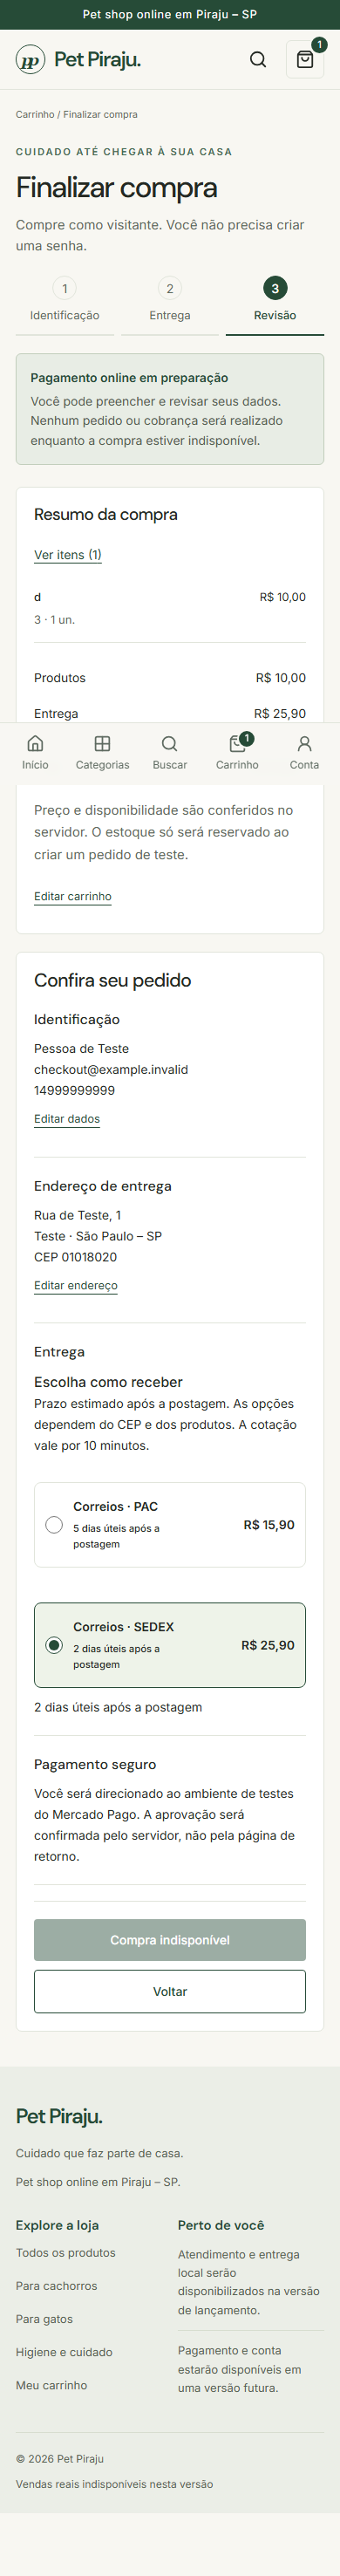 Pet shop online em Piraju – SP
pp Pet Piraju.
1
Carrinho / Finalizar compra
CUIDADO ATÉ CHEGAR À SUA CASA
Finalizar compra
Compre como visitante. Você não precisa criar
uma senha.
1 2 3
Identificação Entrega Revisão
Pagamento online em preparação
Você pode preencher e revisar seus dados.
Nenhum pedido ou cobrança será realizado
enquanto a compra estiver indisponível.
Resumo da compra
Ver itens (1)
d R$ 10,00
3 · 1 un.
Produtos R$ 10,00
Entrega R$ 25,90
1
Início Categorias Buscar Carrinho Conta
Preço e disponibilidade são conferidos no
servidor. O estoque só será reservado ao
criar um pedido de teste.
Editar carrinho
Confira seu pedido
Identificação
Pessoa de Teste
checkout@example.invalid
14999999999
Editar dados
Endereço de entrega
Rua de Teste, 1
Teste · São Paulo – SP
CEP 01018020
Editar endereço
Entrega
Escolha como receber
Prazo estimado após a postagem. As opções
dependem do CEP e dos produtos. A cotação
vale por 10 minutos.
Correios · PAC
5 dias úteis após a
postagem
R$ 15,90
Correios · SEDEX
2 dias úteis após a
postagem
R$ 25,90
2 dias úteis após a postagem
Pagamento seguro
Você será direcionado ao ambiente de testes
do Mercado Pago. A aprovação será
confirmada pelo servidor, não pela página de
retorno.
Compra indisponível
Voltar
Pet Piraju.
Cuidado que faz parte de casa.
Pet shop online em Piraju – SP.
Explore a loja
Todos os produtos
Para cachorros
Para gatos
Higiene e cuidado
Meu carrinho
Perto de você
Atendimento e entrega
local serão
disponibilizados na versão
de lançamento.
Pagamento e conta
estarão disponíveis em
uma versão futura.
© 2026 Pet Piraju
Vendas reais indisponíveis nesta versão